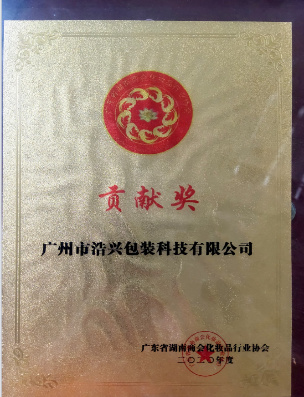 贡献奖
广州市浩兴包装科技有限公司
广东省湖南商会化妆品行业协会
二〇二〇年度